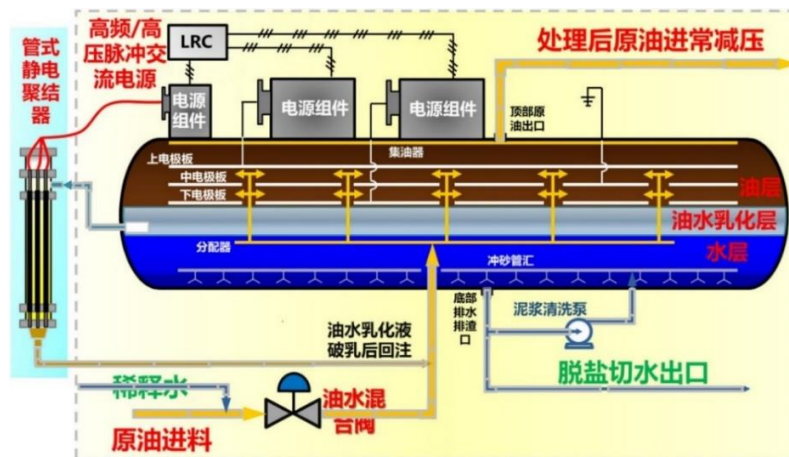 管式
静电
聚结
器
高频/高
压脉冲交
流电源
LRC
电源
组件
电源组件
电源组件
处理后原油进常减压
顶部原
油出口
集油器
上电极板
中电极板
下电极板
油层
油水乳化层
水层
分配器
冲砂管汇
底部
排水
排渣
口
泥浆清洗泵
油水乳化液
破乳后回注
脱盐切水出口
稀释水
油水混
合阀
原油进料